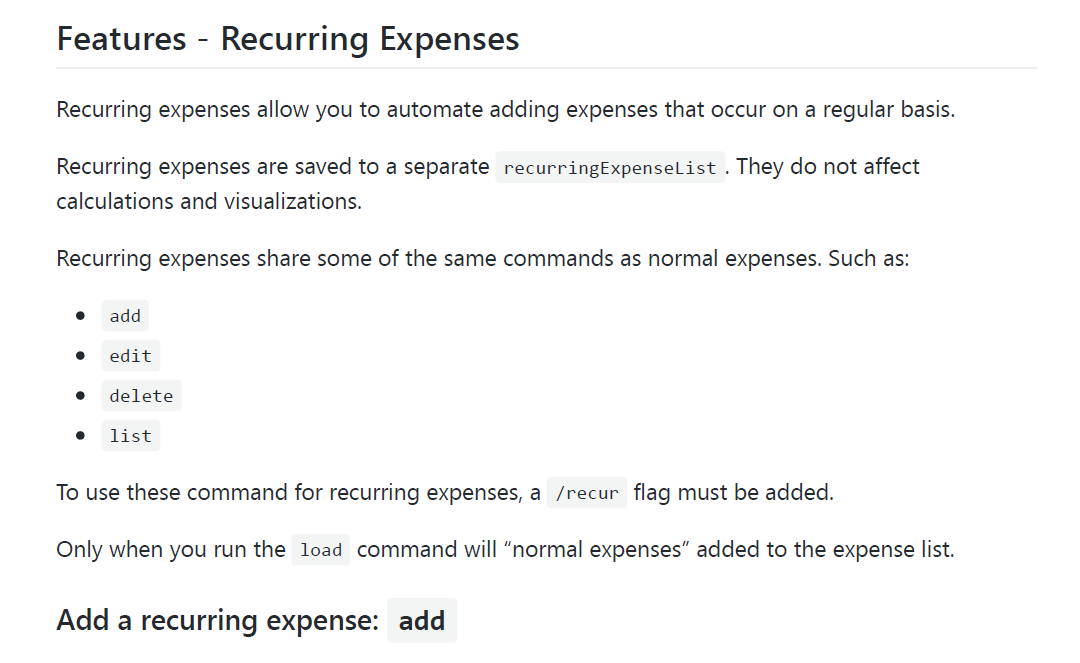 Features - Recurring Expenses
Recurring expenses allow you to automate adding expenses that occur on a regular basis.
Recurring expenses are saved to a separate recurringExpenseList. They do not affect
calculations and visualizations.
Recurring expenses share some of the same commands as normal expenses. Such as:
• add
• edit
• delete
• list
To use these command for recurring expenses, a /recur flag must be added.
Only when you run the load command will “normal expenses” added to the expense list.
Add a recurring expense: add